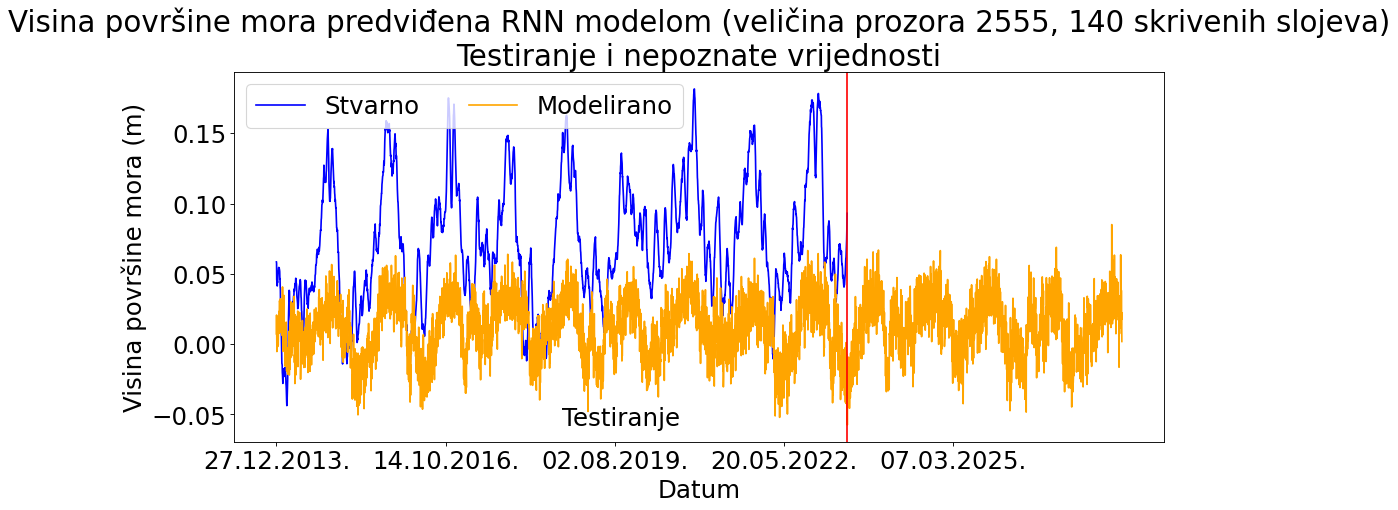 Visina površine mora predviđena RNN modelom (veličina prozora 2555, 140 skrivenih slojeva)
Testiranje i nepoznate vrijednosti
Stvarno
Modelirano
Visina površine mora (m)
0.15
0.10
0.05
0.00
−0.05
Testiranje
27.12.2013.
14.10.2016.
02.08.2019.
20.05.2022.
07.03.2025.
Datum